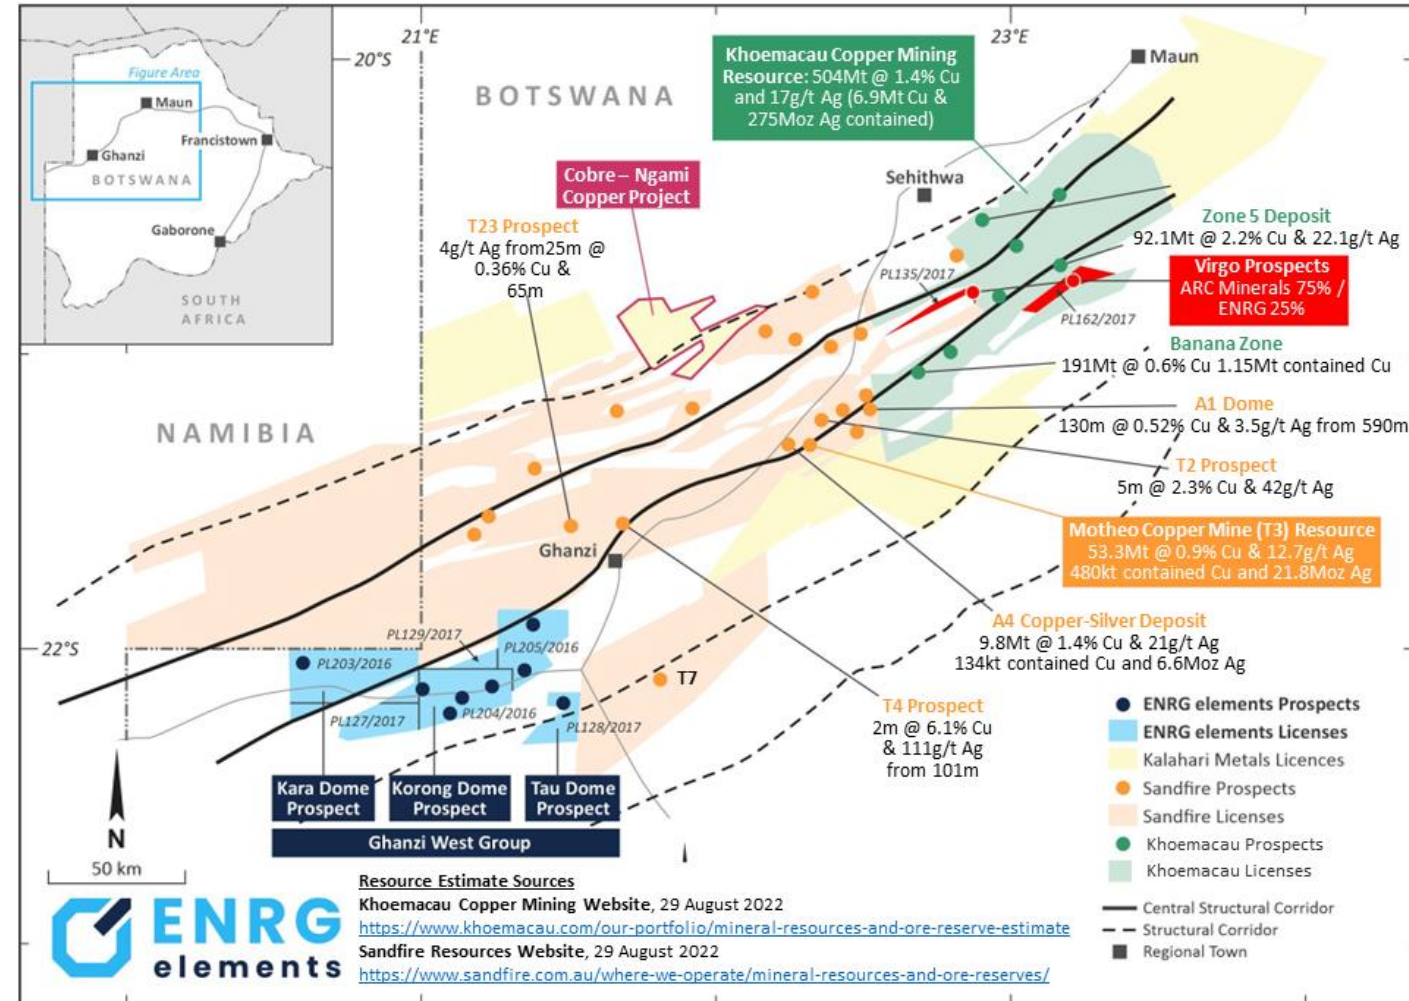 21°E
23°E
20°S
22°S
Figure Area
Maun
Francistown
Ghanzi
BOTSWANA
Gaborone
SOUTH
AFRICA
BOTSWANA
NAMIBIA
Khoemacau Copper Mining
Resource: 504Mt @ 1.4% Cu
and 17g/t Ag (6.9Mt Cu &
275Moz Ag contained)
Maun
Cobre – Ngami
Copper Project
Sehithwa
T23 Prospect
4g/t Ag from25m @
0.36% Cu &
65m
Zone 5 Deposit
92.1Mt @ 2.2% Cu & 22.1g/t Ag
PL135/2017
Virgo Prospects
ARC Minerals 75% /
ENRG 25%
PL162/2017
Banana Zone
191Mt @ 0.6% Cu 1.15Mt contained Cu
A1 Dome
130m @ 0.52% Cu & 3.5g/t Ag from 590m
T2 Prospect
5m @ 2.3% Cu & 42g/t Ag
Motheo Copper Mine (T3) Resource
53.3Mt @ 0.9% Cu & 12.7g/t Ag
480kt contained Cu and 21.8Moz Ag
Ghanzi
A4 Copper-Silver Deposit
9.8Mt @ 1.4% Cu & 21g/t Ag
134kt contained Cu and 6.6Moz Ag
T7
T4 Prospect
2m @ 6.1% Cu
& 111g/t Ag
from 101m
PL129/2017
PL205/2016
PL203/2016
PL127/2017
PL204/2016
PL128/2017
Kara Dome
Prospect
Korong Dome
Prospect
Tau Dome
Prospect
Ghanzi West Group
N
50 km
ENRG elements Prospects
ENRG elements Licenses
Kalahari Metals Licences
Sandfire Prospects
Sandfire Licenses
Khoemacau Prospects
Khoemacau Licenses
Central Structural Corridor
Structural Corridor
Regional Town
ENRG
elements
Resource Estimate Sources
Khoemacau Copper Mining Website, 29 August 2022
https://www.khoemacau.com/our-portfolio/mineral-resources-and-ore-reserve-estimate
Sandfire Resources Website, 29 August 2022
https://www.sandfire.com.au/where-we-operate/mineral-resources-and-ore-reserves/